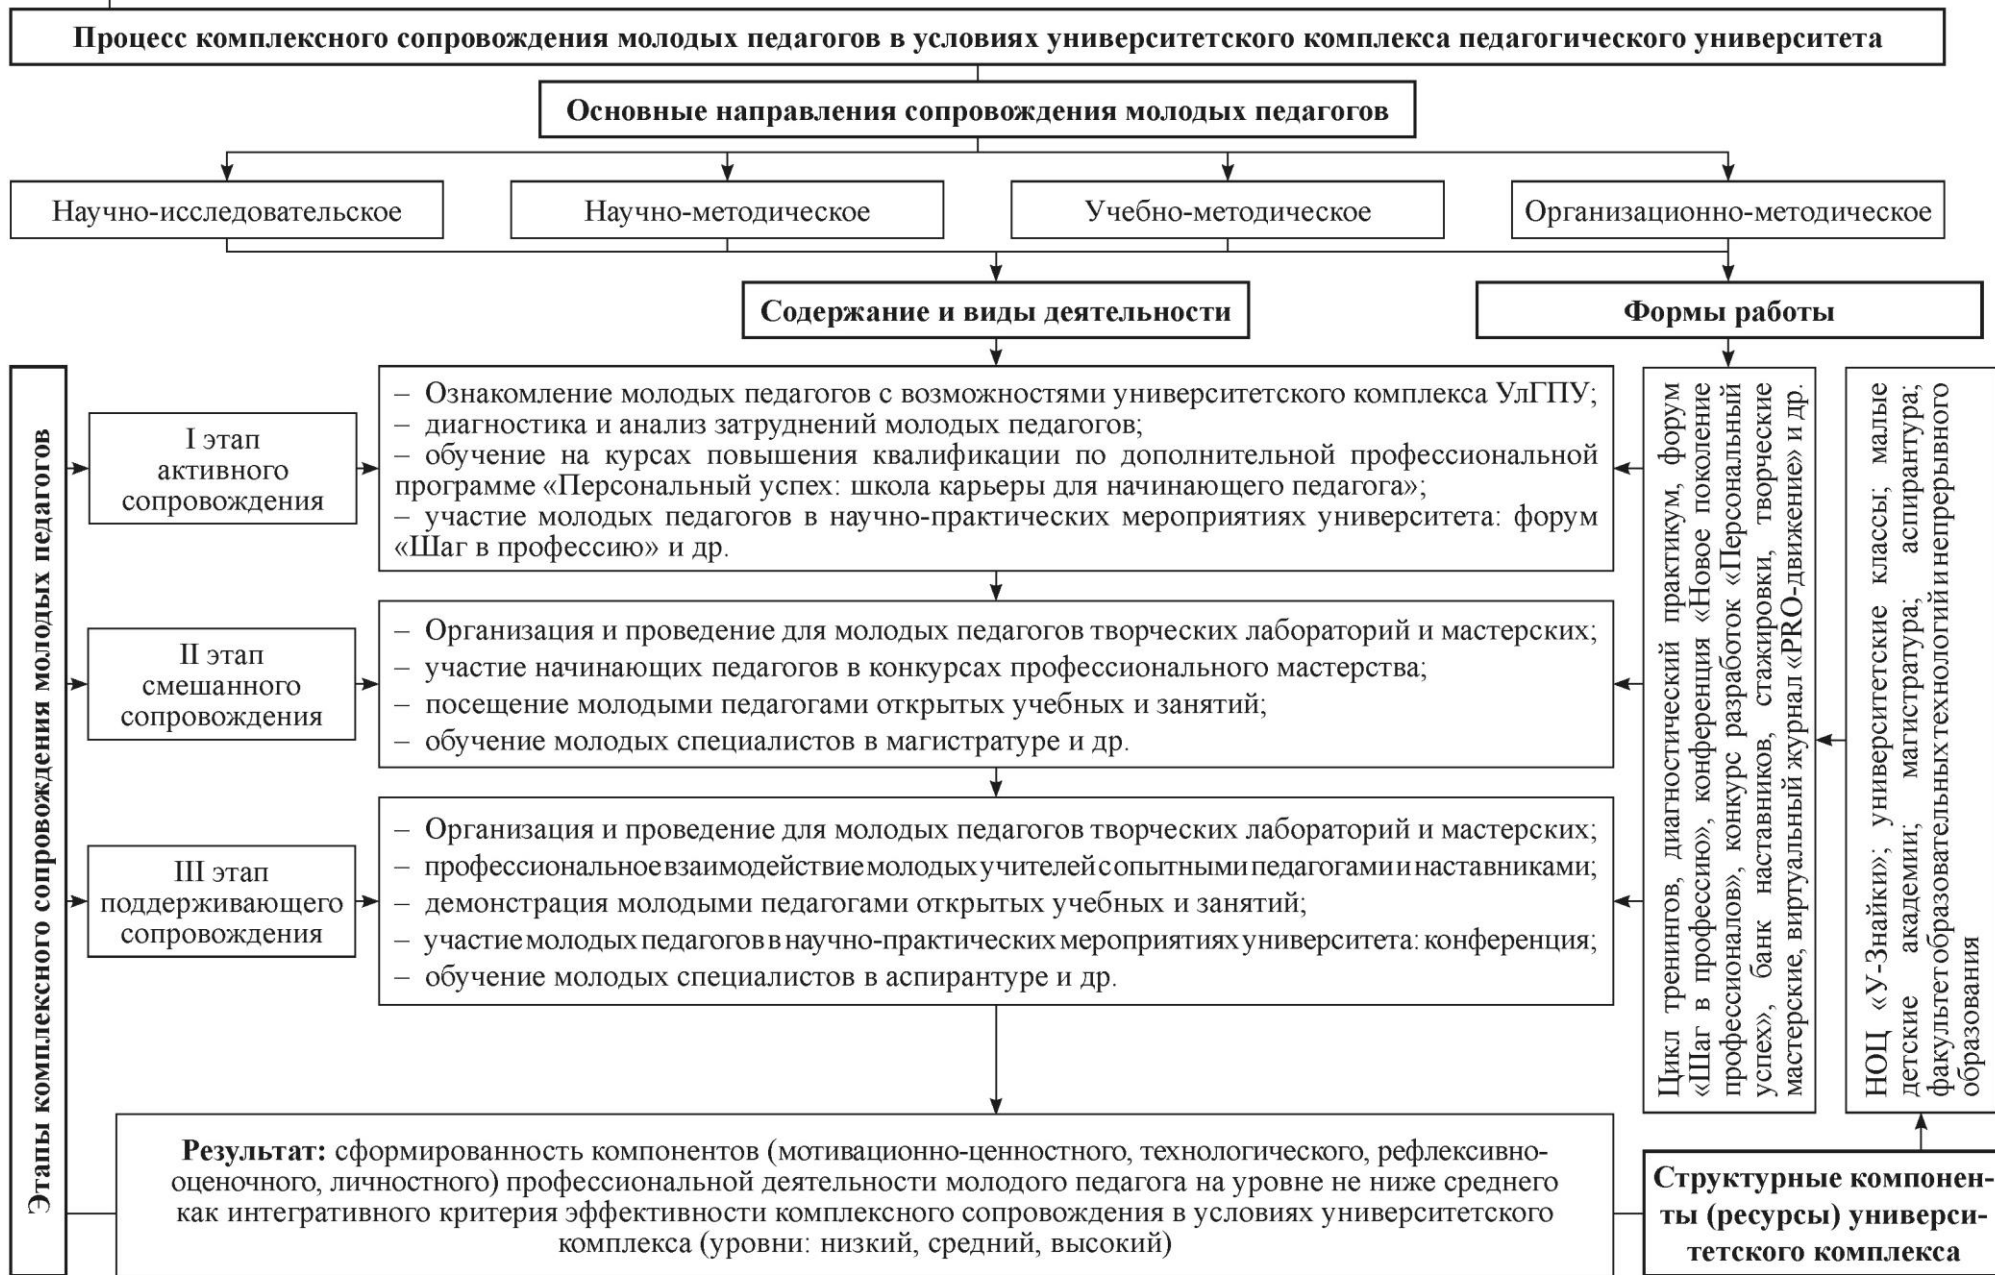 Процесс комплексного сопровождения молодых педагогов в условиях университетского комплекса педагогического университета
Основные направления сопровождения молодых педагогов
Научно-исследовательское
Научно-методическое
Учебно-методическое
Организационно-методическое
Содержание и виды деятельности
Формы работы
Этапы комплексного сопровождения молодых педагогов
I этап
активного
сопровождения
– Ознакомление молодых педагогов с возможностями университетского комплекса УлГПУ;
– диагностика и анализ затруднений молодых педагогов;
– обучение на курсах повышения квалификации по дополнительной профессиональной
программе «Персональный успех: школа карьеры для начинающего педагога»;
– участие молодых педагогов в научно-практических мероприятиях университета: форум
«Шаг в профессию» и др.
II этап
смешанного
сопровождения
– Организация и проведение для молодых педагогов творческих лабораторий и мастерских;
– участие начинающих педагогов в конкурсах профессионального мастерства;
– посещение молодыми педагогами открытых учебных и занятий;
– обучение молодых специалистов в магистратуре и др.
III этап
поддерживающего
сопровождения
– Организация и проведение для молодых педагогов творческих лабораторий и мастерских;
– профессиональное взаимодействие молодых учителей с опытными педагогами и наставниками;
– демонстрация молодыми педагогами открытых учебных и занятий;
– участие молодых педагогов в научно-практических мероприятиях университета: конференция;
– обучение молодых специалистов в аспирантуре и др.
Цикл тренингов, диагностический практикум, форум
«Шаг в профессию», конференция «Новое поколение
профессионалов», конкурс разработок «Персональный
успех», банк наставников, стажировки, творческие
мастерские, виртуальный журнал «PRO-движение» и др.
НОЦ «У-Знайки»; университетские классы; малые
детские академии; магистратура; аспирантура;
факультет образовательных технологий и непрерывного
образования
Результат: сформированность компонентов (мотивационно-ценностного, технологического, рефлексивно-
оценочного, личностного) профессиональной деятельности молодого педагога на уровне не ниже среднего
как интегративного критерия эффективности комплексного сопровождения в условиях университетского
комплекса (уровни: низкий, средний, высокий)
Структурные компонен-
ты (ресурсы) универси-
тетского комплекса